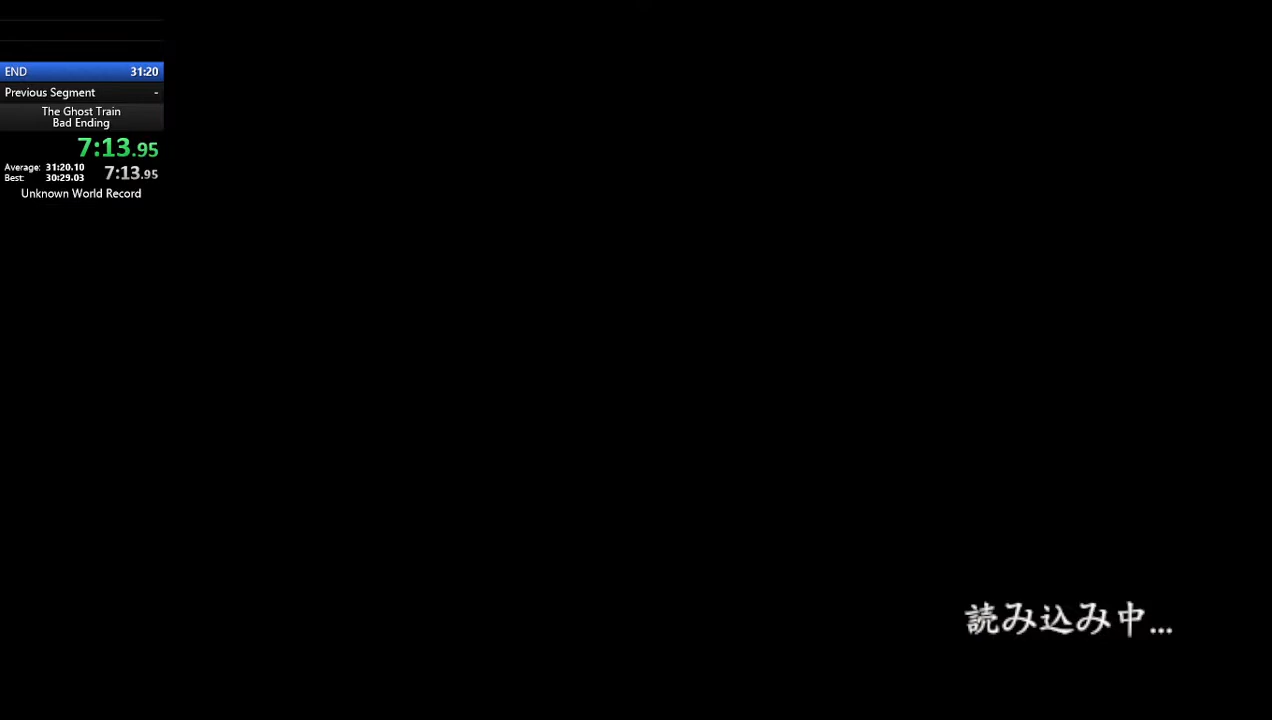 END 31:20
Previous Segment -
The Ghost Train
Bad Ending
7:13.95
Average: 31:20.10
Best: 30:29.03
7:13.95
Unknown World Record
読み込み中...